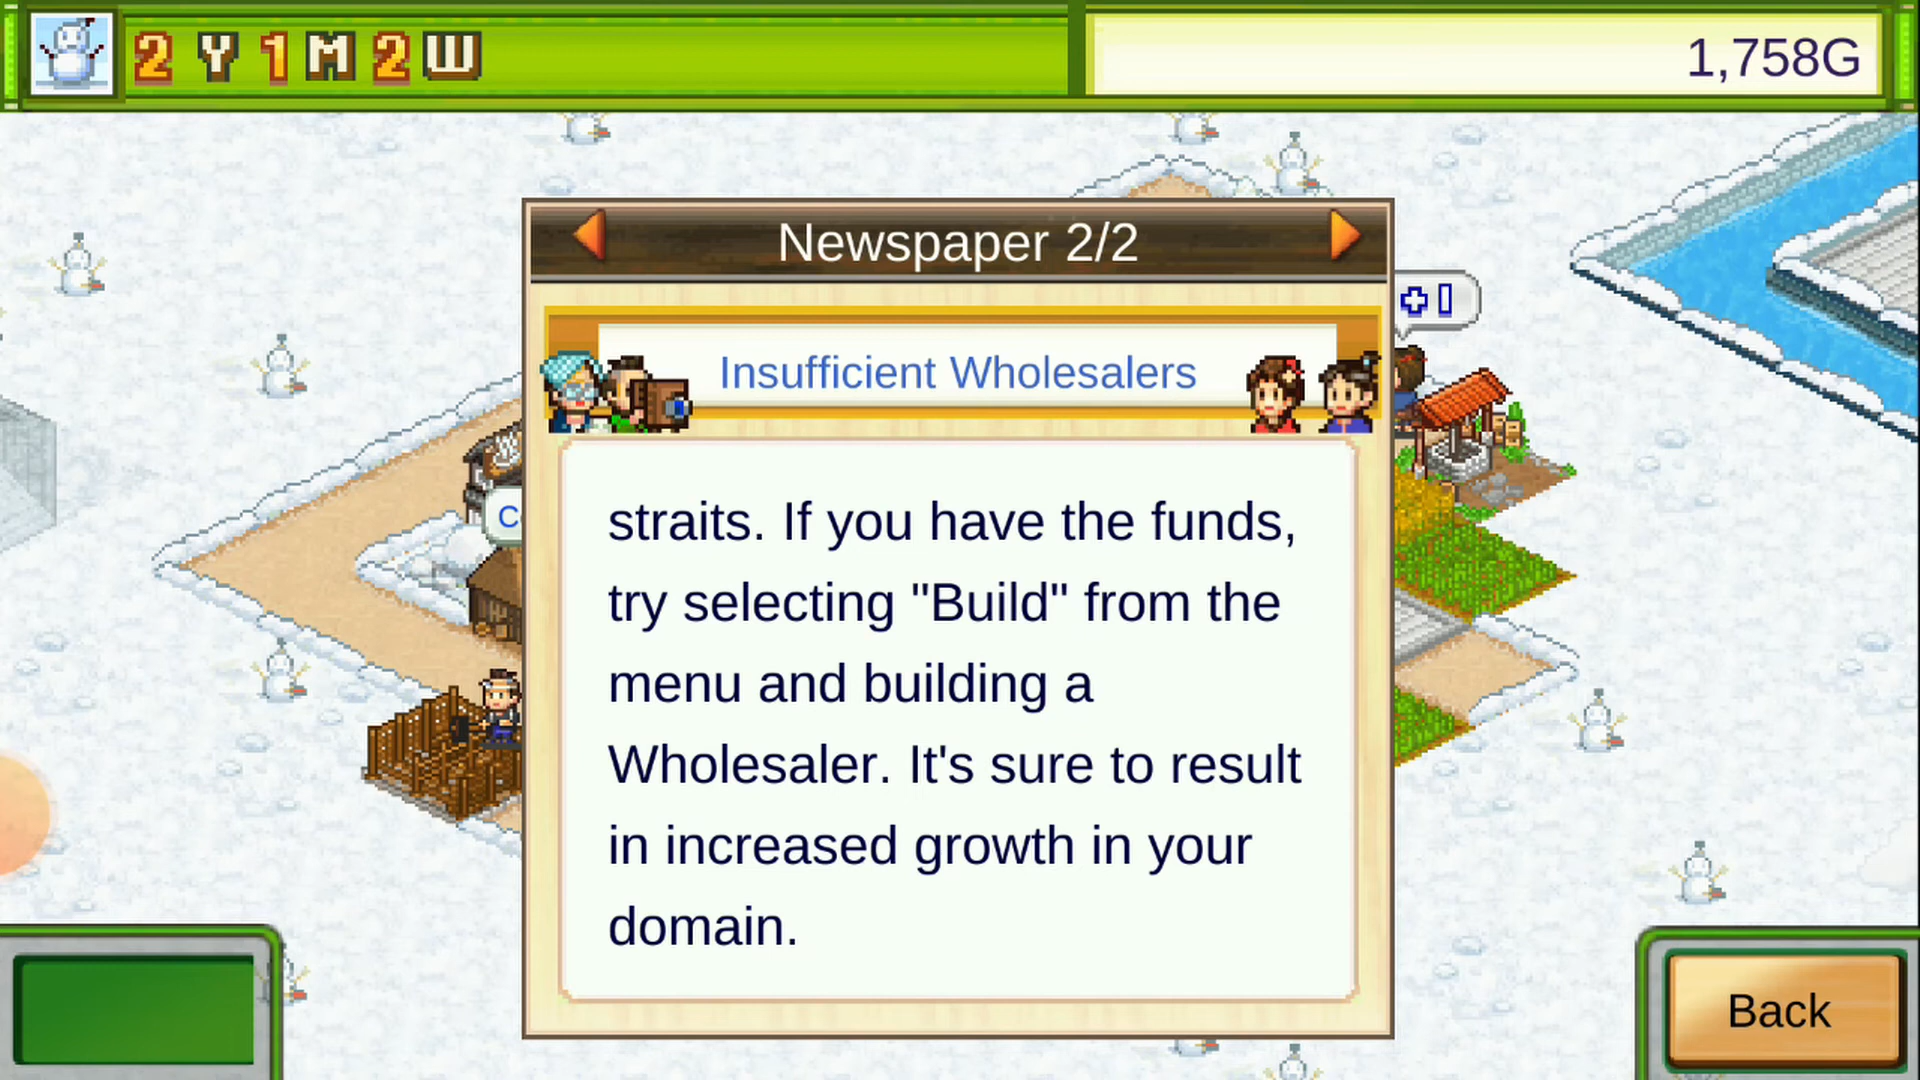 2 Y 1 M 2 W
1,758G
Newspaper 2/2
+0
Insufficient Wholesalers
straits. If you have the funds,
try selecting "Build" from the
menu and building a
Wholesaler. It's sure to result
in increased growth in your
domain.
Back